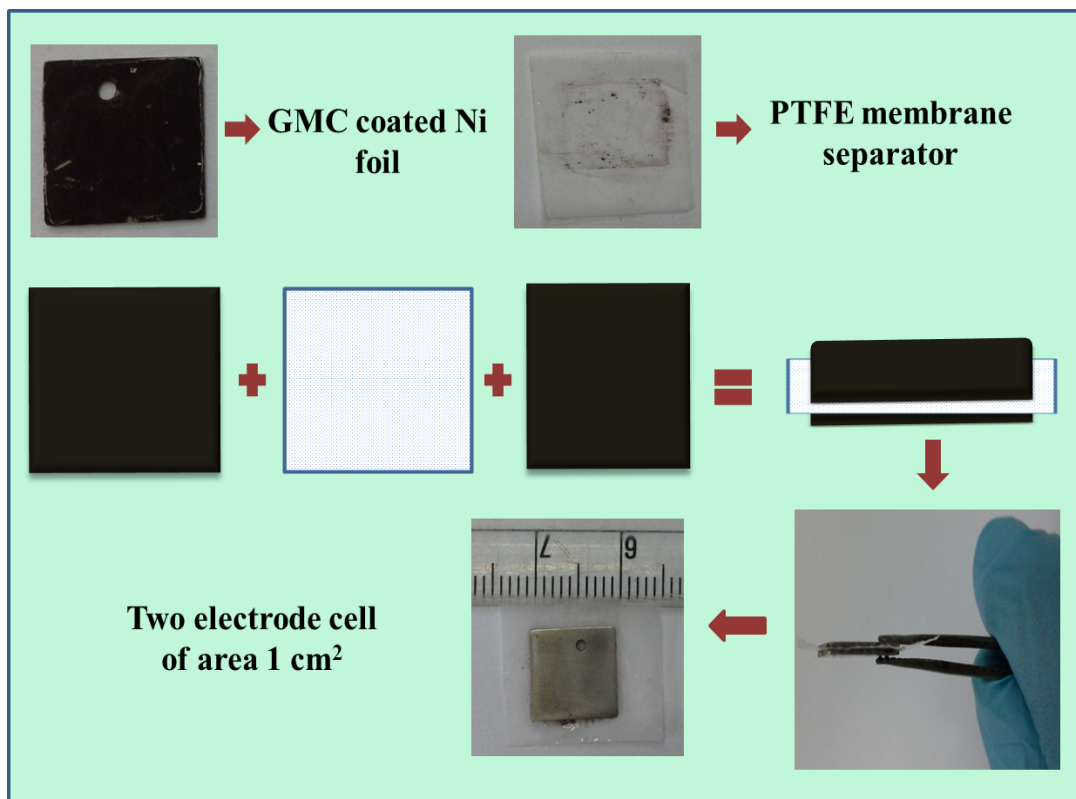 GMC coated Ni
foil
PTFE membrane
separator
7 6
Two electrode cell
of area 1 cm²